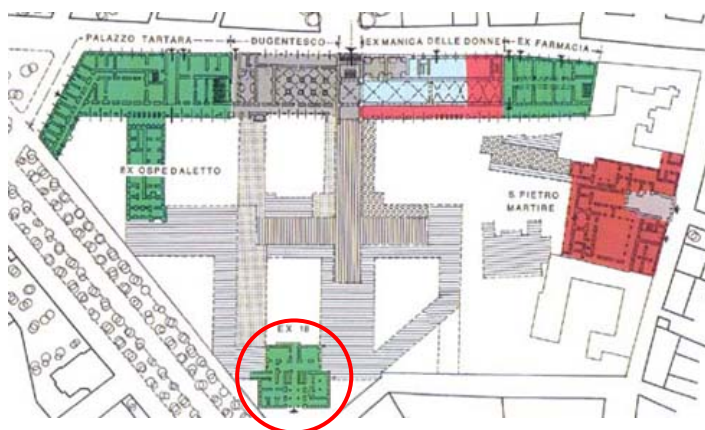 PALAZZO TARTARA
DUGENTESCO
EX MANICA DELLE DONNE
EX FARMACIA
EX OSPEDALETTO
S. PIETRO
MARTIRE
EX 18